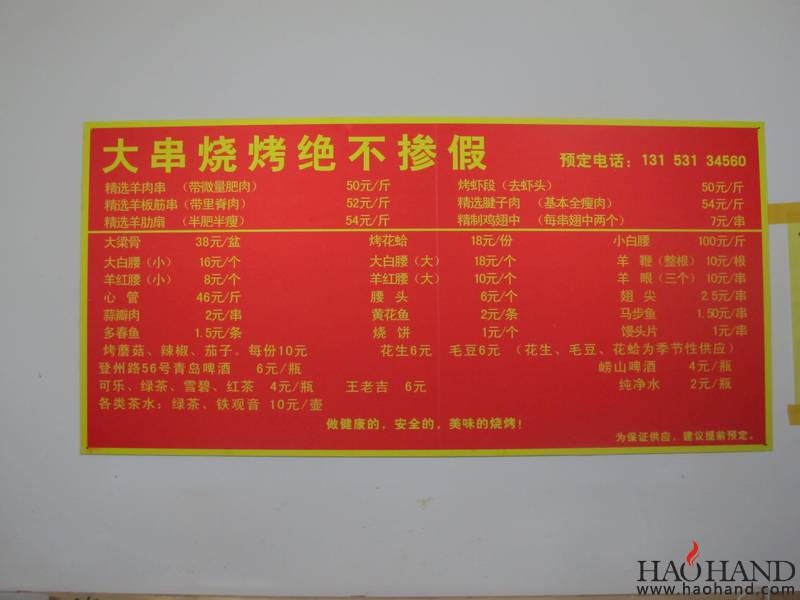 大串烧烤绝不掺假 预定电话：131 531 34560
精选羊肉串 （带微量肥肉） 50元/斤 烤虾段（去虾头） 50元/斤
精选羊板筋串（带里脊肉） 52元/斤 精选腱子肉 （基本全瘦肉） 54元/斤
精选羊肋扇 （半肥半瘦） 54元/斤 精制鸡翅中 （每串翅中两个） 7元/串
大梁骨 38元/盆 烤花蛤 18元/份 小白腰 100元/斤
大白腰（小） 16元/个 大白腰（大） 18元/个 羊 鞭（整根） 10元/根
羊红腰（小） 8元/个 羊红腰（大） 10元/个 羊 眼（三个） 10元/串
心 管 46元/斤 腰 头 6元/个 翅 尖 2.5元/串
蒜瓣肉 2元/串 黄花鱼 2元/条 马步鱼 1.50元/串
多春鱼 1.5元/条 烧 饼 1元/个 馒头片 1元/串
烤蘑菇、辣椒、茄子。每份10元 花生6元 毛豆6元 （花生、毛豆、花蛤为季节性供应）
登州路56号青岛啤酒 6元/瓶 崂山啤酒 4元/瓶
可乐、绿茶、雪碧、红茶 4元/瓶 王老吉 6元 纯净水 2元/瓶
各类茶水：绿茶、铁观音 10元/壶
做健康的，安全的，美味的烧烤！
为保证供应，建议提前预定。
HAOHAND
www.haohand.com